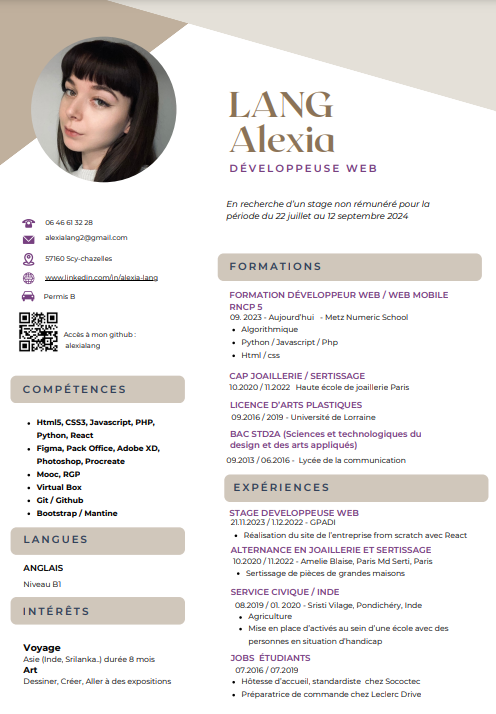 LANG
Alexia
DÉVELOPPEUSE WEB
En recherche d'un stage non rémunéré pour la
période du 22 juillet au 12 septembre 2024
06 46 61 32 28
alexialang2@gmail.com
57160 Scy-chazelles
www.linkedin.com/in/alexia-lang
Permis B
Accès à mon github :
alexialang
COMPÉTENCES
Html5, CSS3, Javascript, PHP,
Python, React
Figma, Pack Office, Adobe XD,
Photoshop, Procreate
Mooc, RGP
Virtual Box
Git / Github
Bootstrap / Mantine
LANGUES
ANGLAIS
Niveau B1
INTÉRÊTS
Voyage
Asie (Inde, Srilanka..) durée 8 mois
Art
Dessiner, Créer, Aller à des expositions
FORMATIONS
FORMATION DÉVELOPPEUR WEB / WEB MOBILE
RNCP 5
09. 2023 - Aujourd'hui - Metz Numeric School
Algorithmique
Python / Javascript / Php
Html / css
CAP JOAILLERIE / SERTISSAGE
10.2020 / 11.2022 Haute école de joaillerie Paris
LICENCE D'ARTS PLASTIQUES
09.2016 / 2019 - Université de Lorraine
BAC STD2A (Sciences et technologiques du
design et des arts appliqués)
09.2013 / 06.2016 - Lycée de la communication
EXPÉRIENCES
STAGE DEVELOPPEUSE WEB
21.11.2023 / 1.12.2022 - GPADI
Réalisation du site de l'entreprise from scratch avec React
ALTERNANCE EN JOAILLERIE ET SERTISSAGE
10.2020 / 11.2022 - Amelie Blaise, Paris Md Serti, Paris
Sertissage de pièces de grandes maisons
SERVICE CIVIQUE / INDE
08.2019 / 01. 2020 - Sristi Vilage, Pondichéry, Inde
Agriculture
Mise en place d'activés au sein d'une école avec des
personnes en situation d'handicap
JOBS ÉTUDIANTS
07.2016 / 07.2019
Hôtesse d'accueil, standardiste chez Sococtec
Préparatrice de commande chez Leclerc Drive